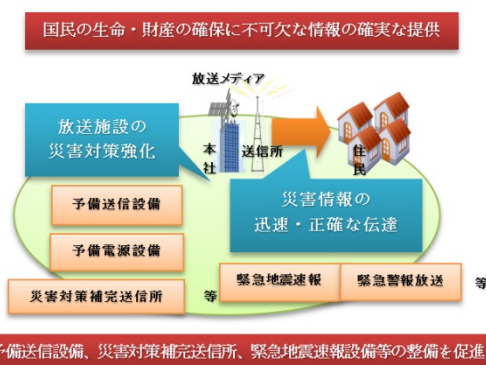 国民の生命・財産の確保に不可欠な情報の確実な提供
放送メディア
放送施設の
災害対策強化
本社
送信所
住民
災害情報の
迅速・正確な伝達
予備送信設備
予備電源設備
災害対策補完送信所
等
緊急地震速報
緊急警報放送
等
予備送信設備、災害対策補完送信所、緊急地震速報設備等の整備を促進